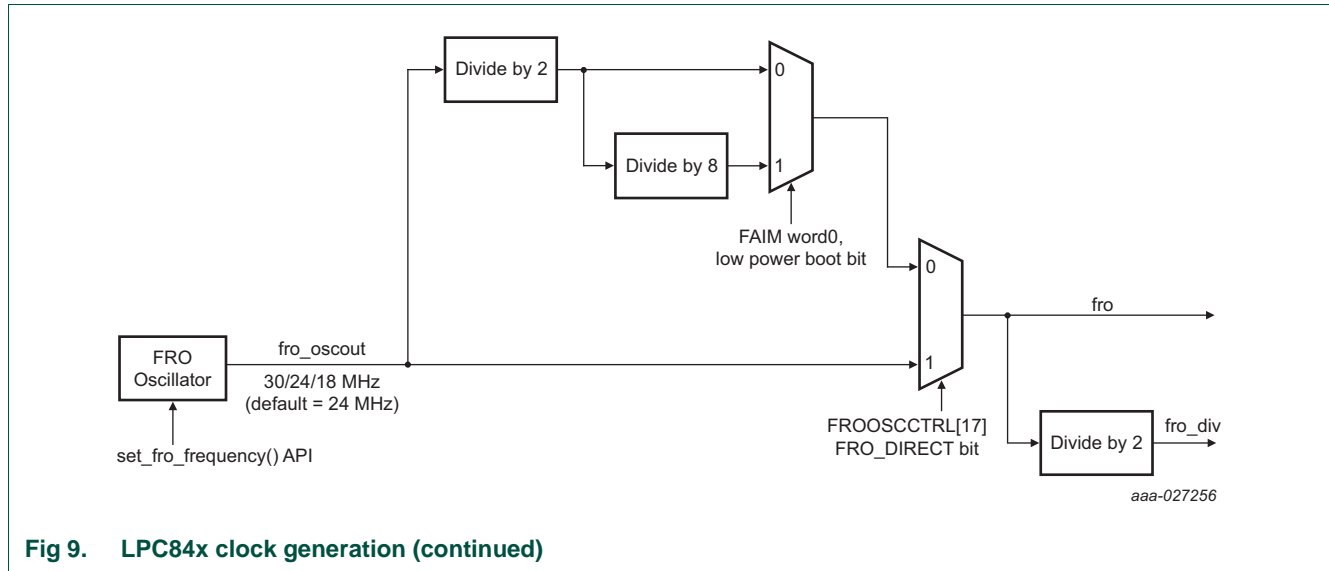 Divide by 2
0
Divide by 8
1
FAIM word0,
low power boot bit
0
fro
FRO
Oscillator
fro_oscout
30/24/18 MHz
(default = 24 MHz)
1
set_fro_frequency() API
FROOSCCTRL[17]
FRO_DIRECT bit
Divide by 2
fro_div
aaa-027256
Fig 9. LPC84x clock generation (continued)